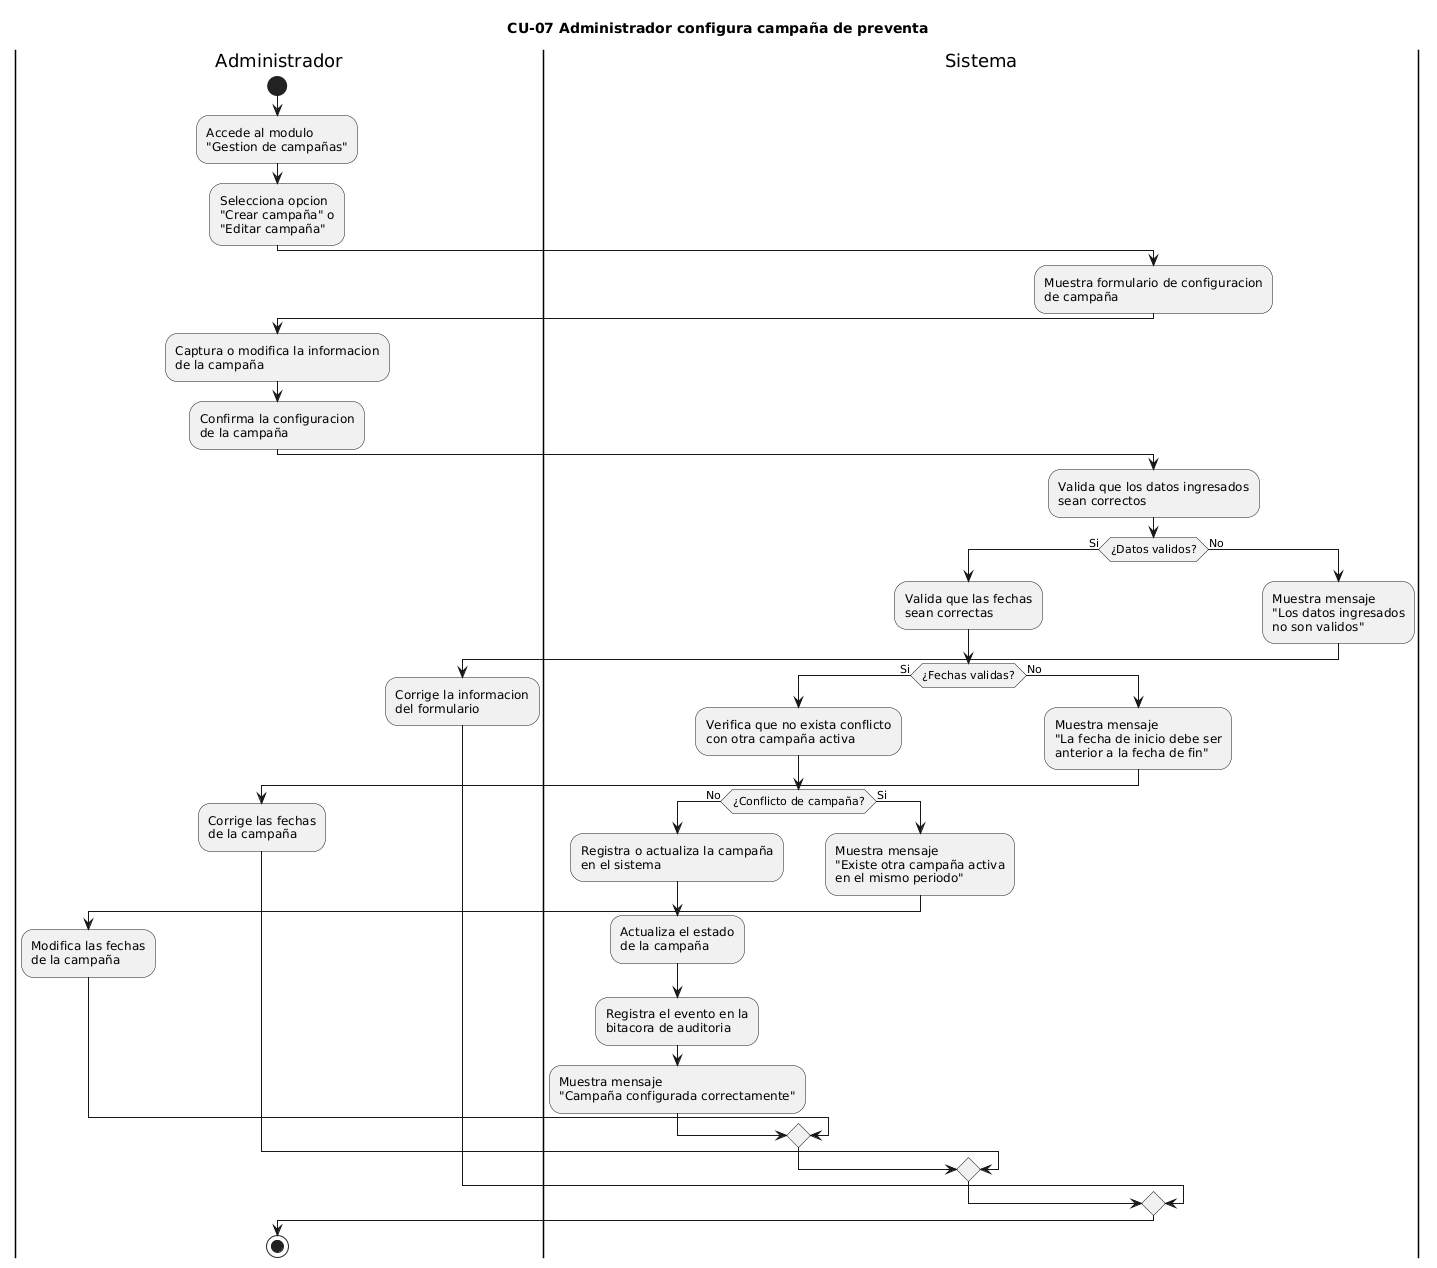 CU-07 Administrador configura campaña de preventa
Administrador
Sistema
Accede al modulo
"Gestion de campañas"
Selecciona opcion
"Crear campaña" o
"Editar campaña"
Muestra formulario de configuracion
de campaña
Captura o modifica la informacion
de la campaña
Confirma la configuracion
de la campaña
Valida que los datos ingresados
sean correctos
Si
¿Datos validos?
No
Valida que las fechas
sean correctas
Muestra mensaje
"Los datos ingresados
no son validos"
Corrige la informacion
del formulario
Si
¿Fechas validas?
No
Verifica que no exista conflicto
con otra campaña activa
Muestra mensaje
"La fecha de inicio debe ser
anterior a la fecha de fin"
Corrige las fechas
de la campaña
No
¿Conflicto de campaña?
Si
Registra o actualiza la campaña
en el sistema
Muestra mensaje
"Existe otra campaña activa
en el mismo periodo"
Modifica las fechas
de la campaña
Actualiza el estado
de la campaña
Registra el evento en la
bitacora de auditoria
Muestra mensaje
"Campaña configurada correctamente"